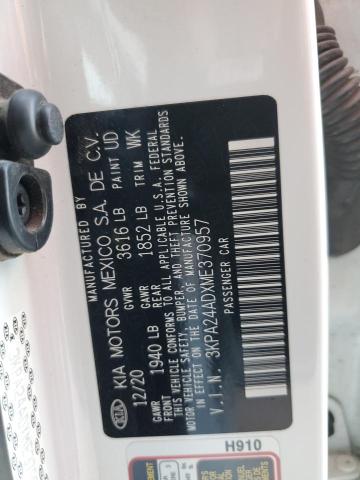 MANUFACTURED BY
KIA KIA MOTORS MEXICO S.A. DE C.V.
12/20 GVWR 3616 LB PAINT UD
GAWR FRONT 1940 LB GAWR REAR 1852 LB TRIM WK
THIS VEHICLE CONFORMS TO ALL APPLICABLE U.S.A. FEDERAL
MOTOR VEHICLE SAFETY, BUMPER, AND THEFT PREVENTION STANDARDS
IN EFFECT ON THE DATE OF MANUFACTURE SHOWN ABOVE.
V.I.N. 3KPA24ADXME370957
PASSENGER CAR
H910